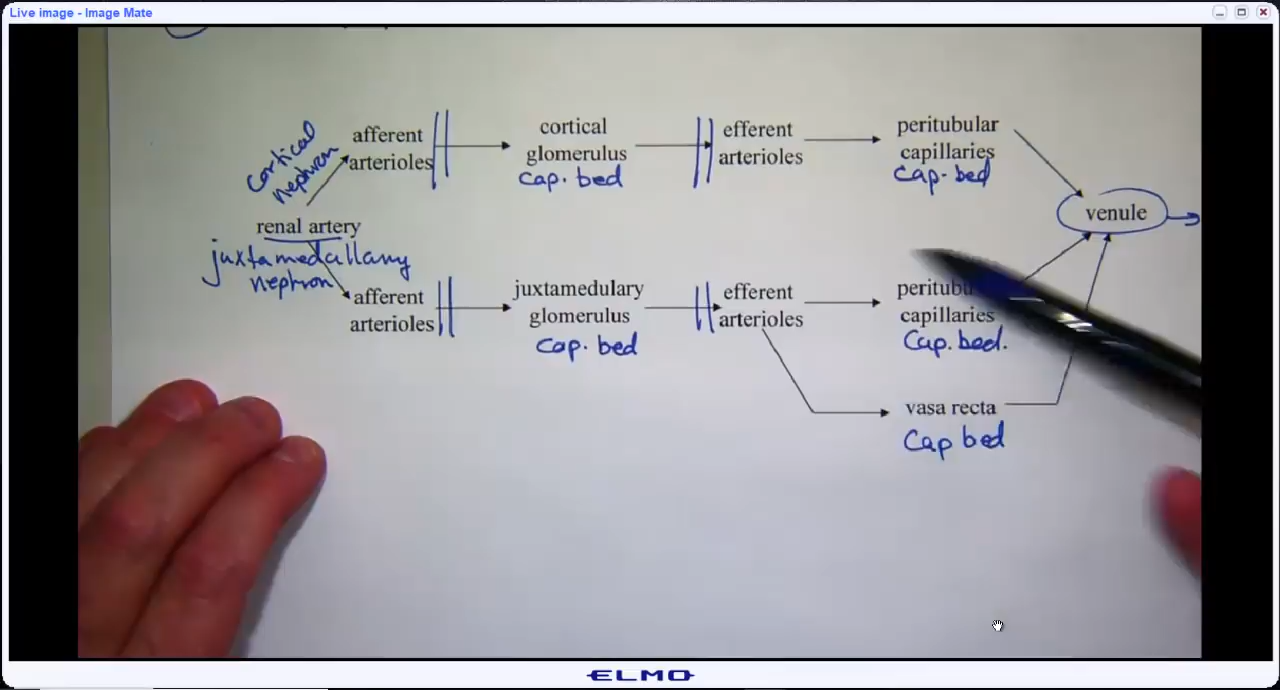 Live image - Image Mate
cortical
nephron
afferent
arterioles
cortical
glomerulus
cap. bed
efferent
arterioles
peritubular
capillaries
cap. bed
renal artery
juxtamedallary
nephron
venule
afferent
arterioles
juxtamedulary
glomerulus
cap. bed
efferent
arterioles
capillaries
Cap. bed.
vasa recta
Cap bed
ELMO